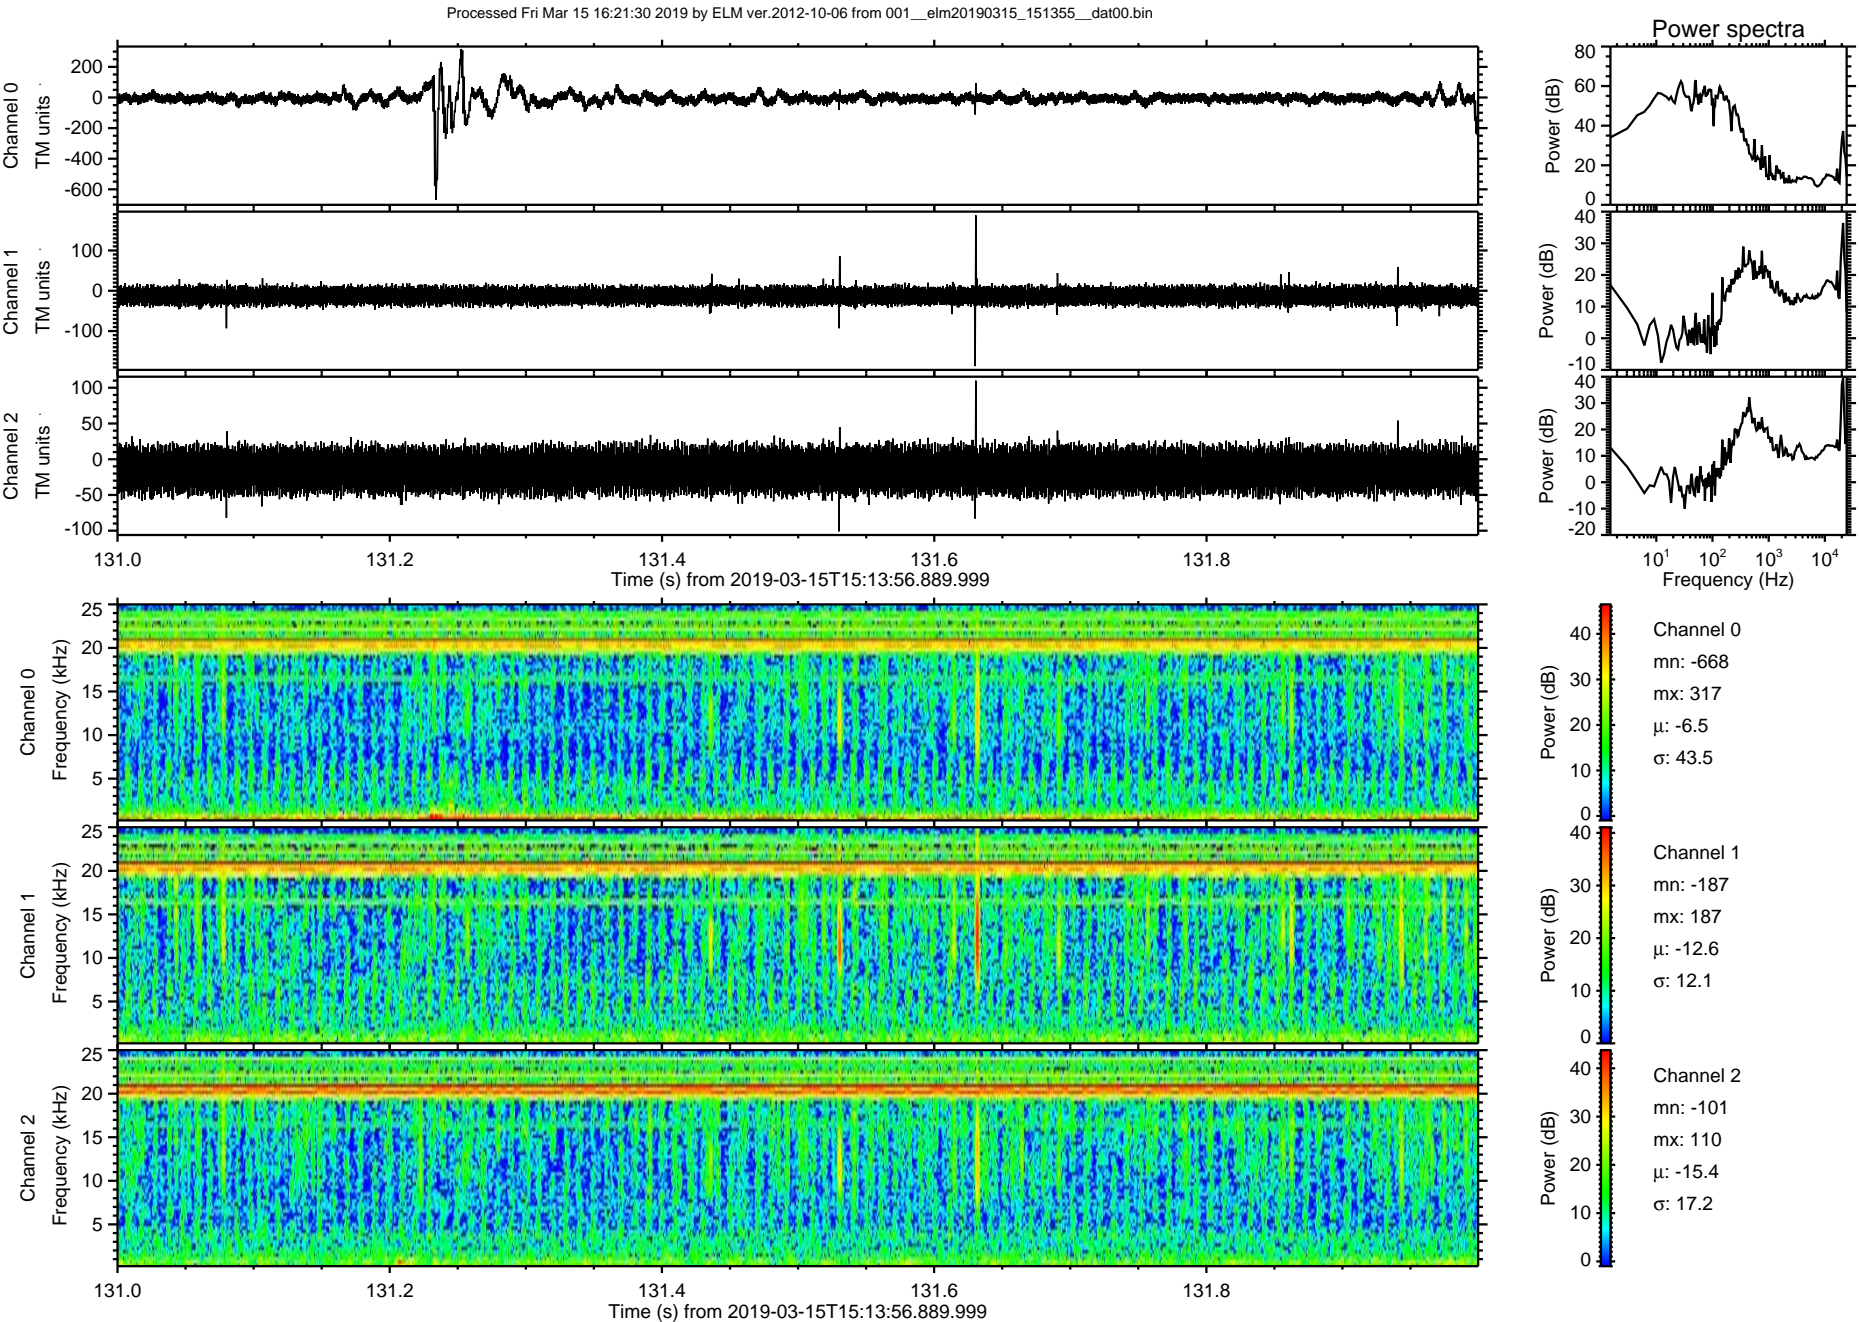 Processed Fri Mar 15 16:21:30 2019 by ELM ver.2012-10-06 from 001__elm20190315_151355__dat00.bin
Power spectra
Channel 0
TM units
200
0
-200
-400
-600
Power (dB)
80
60
40
20
0
Channel 1
TM units
100
0
-100
Power (dB)
40
30
20
10
0
-10
Channel 2
TM units
100
50
0
-50
-100
Power (dB)
40
30
20
10
0
-10
-20
131.0 131.2 131.4 131.6 131.8
Time (s) from 2019-03-15T15:13:56.889.999
10^1 10^2 10^3 10^4
Frequency (Hz)
Channel 0
Frequency (kHz)
25
20
15
10
5
Power (dB)
40
30
20
10
0
Channel 0
mn: -668
mx: 317
μ: -6.5
σ: 43.5
Channel 1
Frequency (kHz)
25
20
15
10
5
Power (dB)
40
30
20
10
0
Channel 1
mn: -187
mx: 187
μ: -12.6
σ: 12.1
Channel 2
Frequency (kHz)
25
20
15
10
5
Power (dB)
40
30
20
10
0
Channel 2
mn: -101
mx: 110
μ: -15.4
σ: 17.2
131.0 131.2 131.4 131.6 131.8
Time (s) from 2019-03-15T15:13:56.889.999